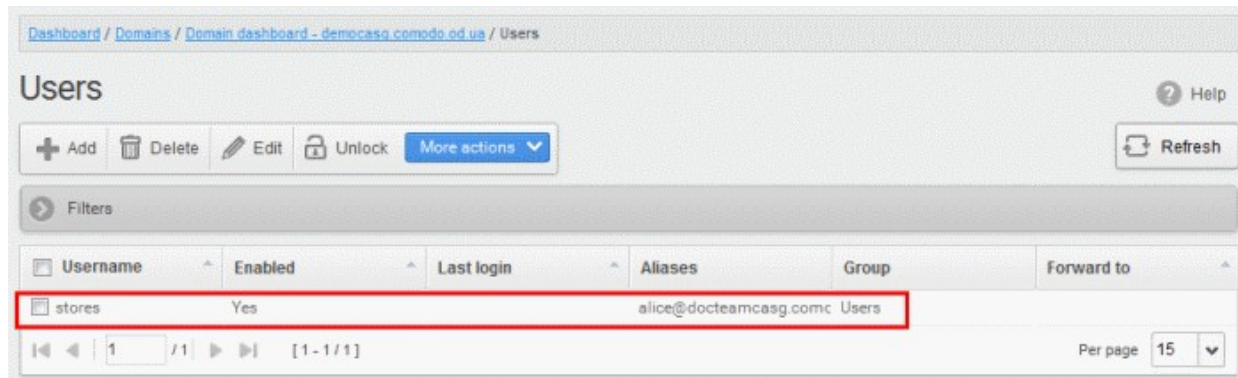 Dashboard / Domains / Domain dashboard - democasg.comodo.od.ua / Users
Users
Help
Add Delete Edit Unlock More actions
Refresh
Filters
Username Enabled Last login Aliases Group Forward to
stores Yes alice@docteamcasg.comc Users
1 /1 [1 - 1 / 1] Per page 15